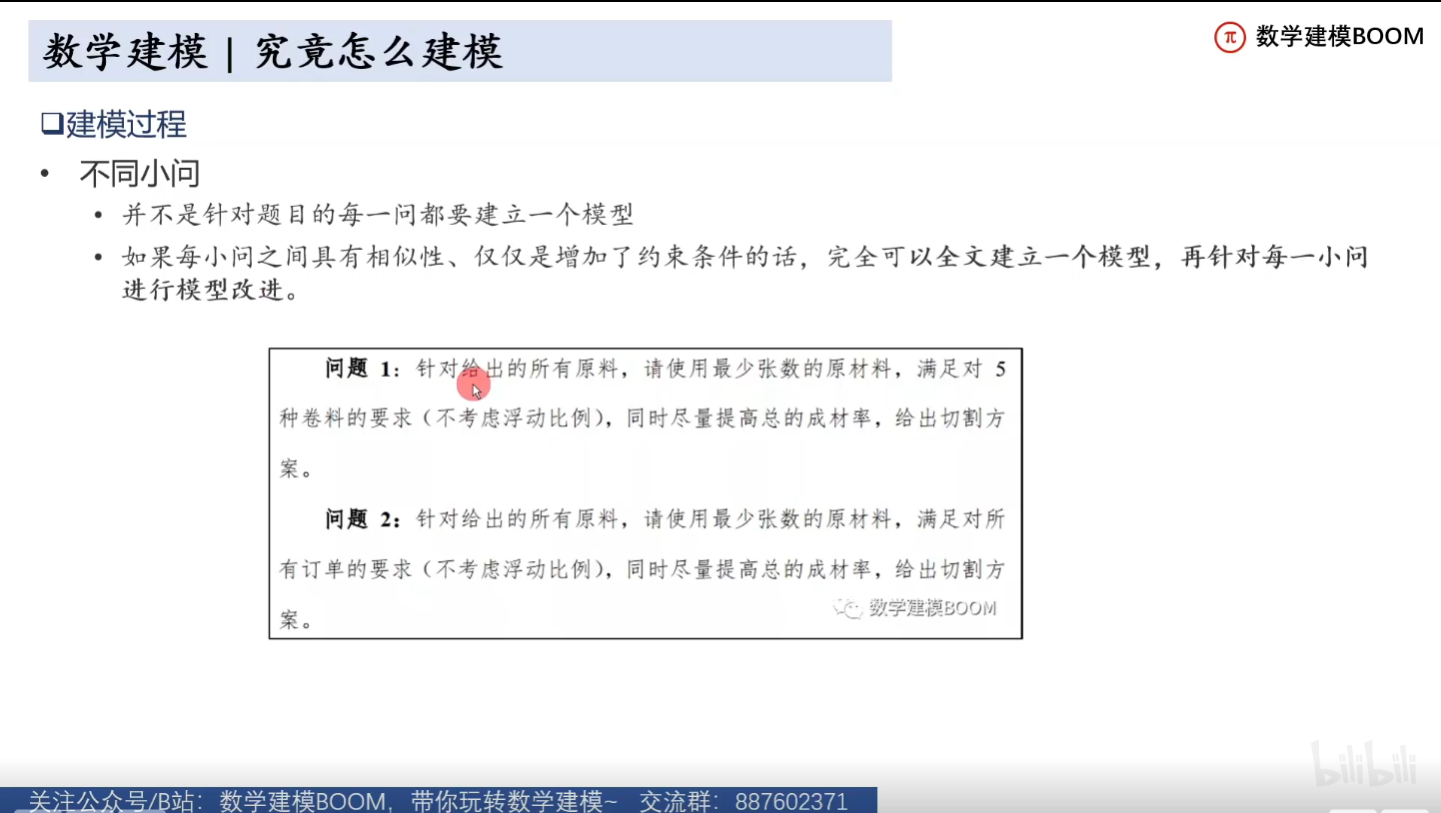 数学建模 | 究竟怎么建模
数学建模BOOM
建模过程
• 不同小问
• 并不是针对题目的每一问都要建立一个模型
• 如果每小问之间具有相似性、仅仅是增加了约束条件的话，完全可以全文建立一个模型，再针对每一小问
进行模型改进。
问题 1：针对给出的所有原料，请使用最少张数的原材料，满足对 5
种卷料的要求（不考虑浮动比例），同时尽量提高总的成材率，给出切割方
案。
问题 2：针对给出的所有原料，请使用最少张数的原材料，满足对所
有订单的要求（不考虑浮动比例），同时尽量提高总的成材率，给出切割方
案。
数学建模BOOM
bilibili
关注公众号/B站：数学建模BOOM，带你玩转数学建模~ 交流群：887602371